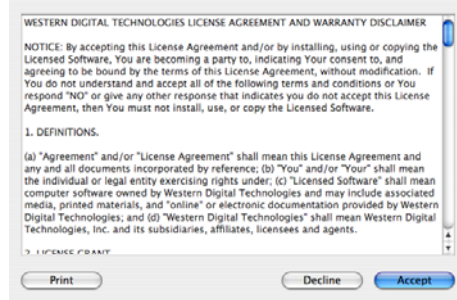 WESTERN DIGITAL TECHNOLOGIES LICENSE AGREEMENT AND WARRANTY DISCLAIMER
NOTICE: By accepting this License Agreement and/or by installing, using or copying the
Licensed Software, You are becoming a party to, indicating Your consent to, and
agreeing to be bound by the terms of this License Agreement, without modification. If
You do not understand and accept all of the following terms and conditions or You
respond "NO" or give any other response that indicates you do not accept this License
Agreement, then You must not install, use, or copy the Licensed Software.
1. DEFINITIONS.
(a) "Agreement" and/or "License Agreement" shall mean this License Agreement and
any and all documents incorporated by reference; (b) "You" and/or "Your" shall mean
the individual or legal entity exercising rights under; (c) "Licensed Software" shall mean
computer software owned by Western Digital Technologies and may include associated
media, printed materials, and "online" or electronic documentation provided by Western
Digital Technologies; and (d) "Western Digital Technologies" shall mean Western Digital
Technologies, Inc. and its subsidiaries, affiliates, licensees and agents.
2. LICENSE GRANT
Print
Decline
Accept